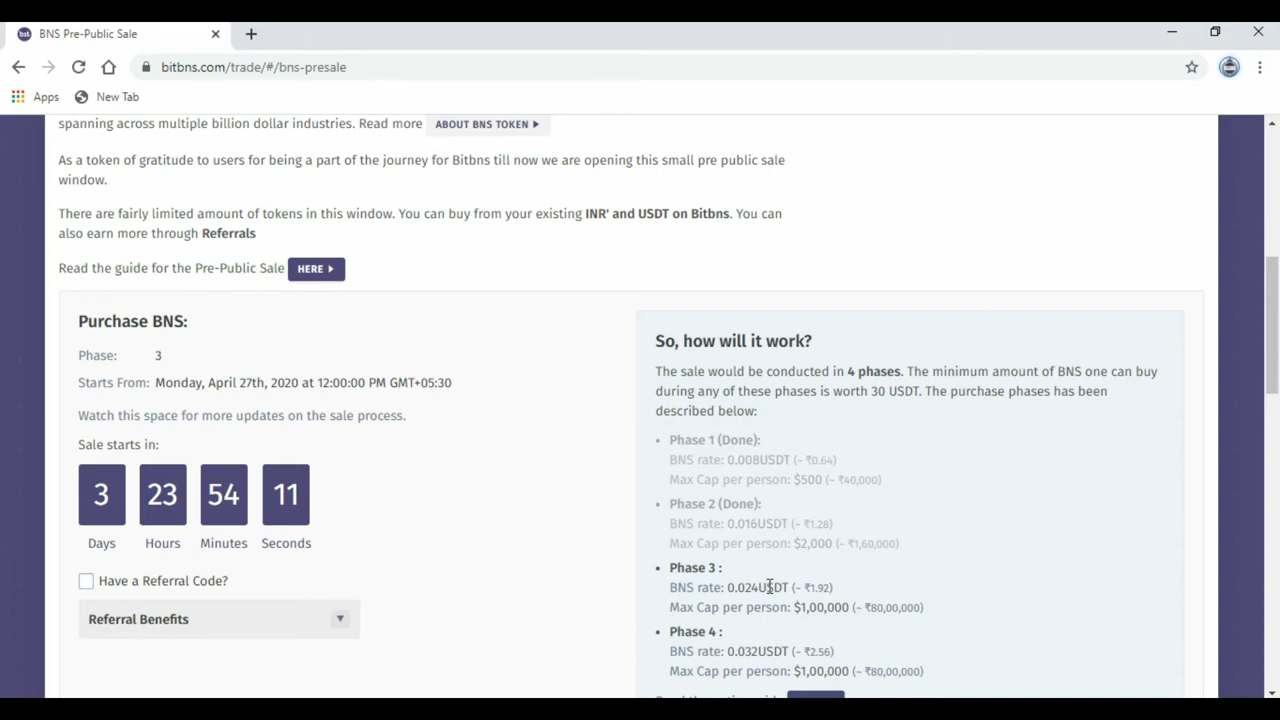 BNS Pre-Public Sale
bitbns.com/trade/#/bns-presale
Apps
New Tab
spanning across multiple billion dollar industries. Read more ABOUT BNS TOKEN
As a token of gratitude to users for being a part of the journey for Bitbns till now we are opening this small pre public sale
window.
There are fairly limited amount of tokens in this window. You can buy from your existing INR' and USDT on Bitbns. You can
also earn more through Referrals
Read the guide for the Pre-Public Sale HERE
Purchase BNS:
Phase: 3
Starts From: Monday, April 27th, 2020 at 12:00:00 PM GMT+05:30
Watch this space for more updates on the sale process.
Sale starts in:
3 23 54 11
Days Hours Minutes Seconds
Have a Referral Code?
Referral Benefits
So, how will it work?
The sale would be conducted in 4 phases. The minimum amount of BNS one can buy
during any of these phases is worth 30 USDT. The purchase phases has been
described below:
• Phase 1 (Done):
BNS rate: 0.008USDT (~ ₹0.64)
Max Cap per person: $500 (~ ₹40,000)
• Phase 2 (Done):
BNS rate: 0.016USDT (~ ₹1.28)
Max Cap per person: $2,000 (~ ₹1,60,000)
• Phase 3 :
BNS rate: 0.024USDT (~ ₹1.92)
Max Cap per person: $1,00,000 (~ ₹80,00,000)
• Phase 4 :
BNS rate: 0.032USDT (~ ₹2.56)
Max Cap per person: $1,00,000 (~ ₹80,00,000)